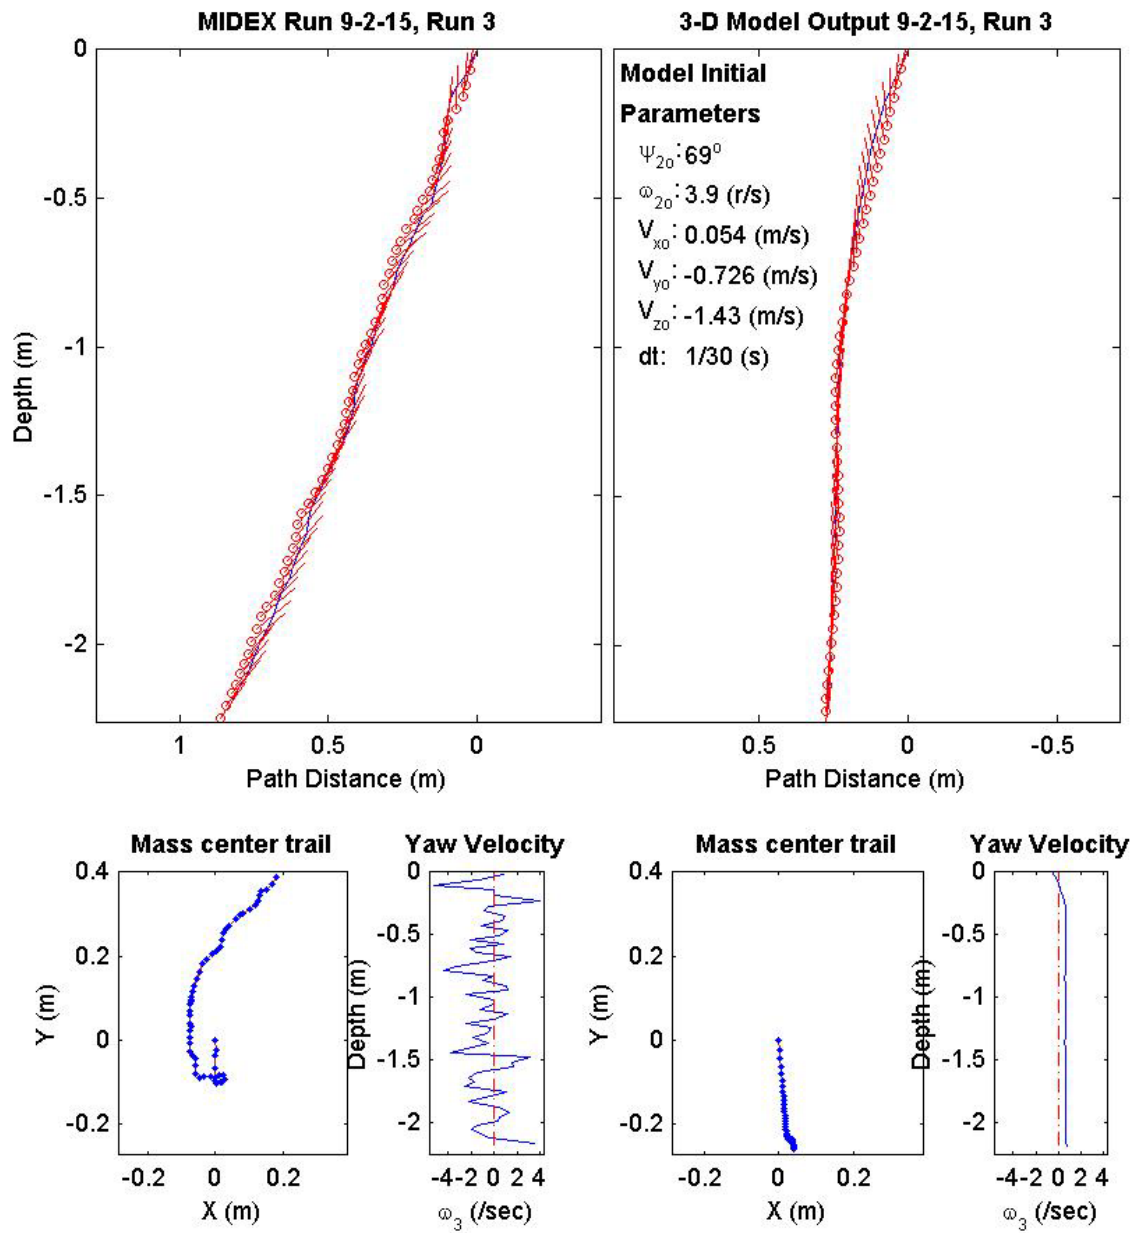 MIDEX Run 9-2-15, Run 3
3-D Model Output 9-2-15, Run 3
0
-0.5
-1
-1.5
-2
Depth (m)
1 0.5 0
Path Distance (m)
Model Initial
Parameters
Ψ2o: 69o
ω2o: 3.9 (r/s)
Vxo: 0.054 (m/s)
Vyo: -0.726 (m/s)
Vzo: -1.43 (m/s)
dt: 1/30 (s)
0.5 0 -0.5
Path Distance (m)
Mass center trail
0.4
0.2
0
-0.2
Y (m)
-0.2 0 0.2
X (m)
Yaw Velocity
0
-0.5
-1
-1.5
-2
Depth (m)
-4 -2 0 2 4
ω3 (/sec)
Mass center trail
0.4
0.2
0
-0.2
Y (m)
-0.2 0 0.2
X (m)
Yaw Velocity
0
-0.5
-1
-1.5
-2
Depth (m)
-4 -2 0 2 4
ω3 (/sec)